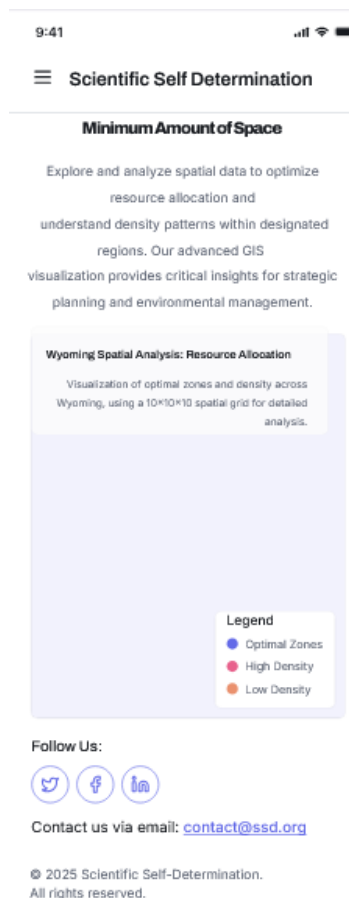 9:41
Scientific Self Determination
Minimum Amount of Space
Explore and analyze spatial data to optimize
resource allocation and
understand density patterns within designated
regions. Our advanced GIS
visualization provides critical insights for strategic
planning and environmental management.
Wyoming Spatial Analysis: Resource Allocation
Visualization of optimal zones and density across
Wyoming, using a 10×10×10 spatial grid for detailed
analysis.
Legend
Optimal Zones
High Density
Low Density
Follow Us:
Contact us via email: contact@ssd.org
© 2025 Scientific Self-Determination.
All rights reserved.